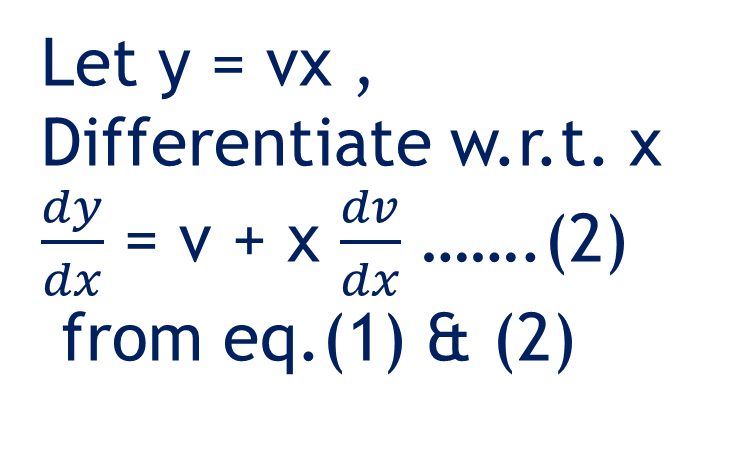 Let y = vx ,
Differentiate w.r.t. x
dy/dx = v + x dv/dx .......(2)
from eq.(1) & (2)